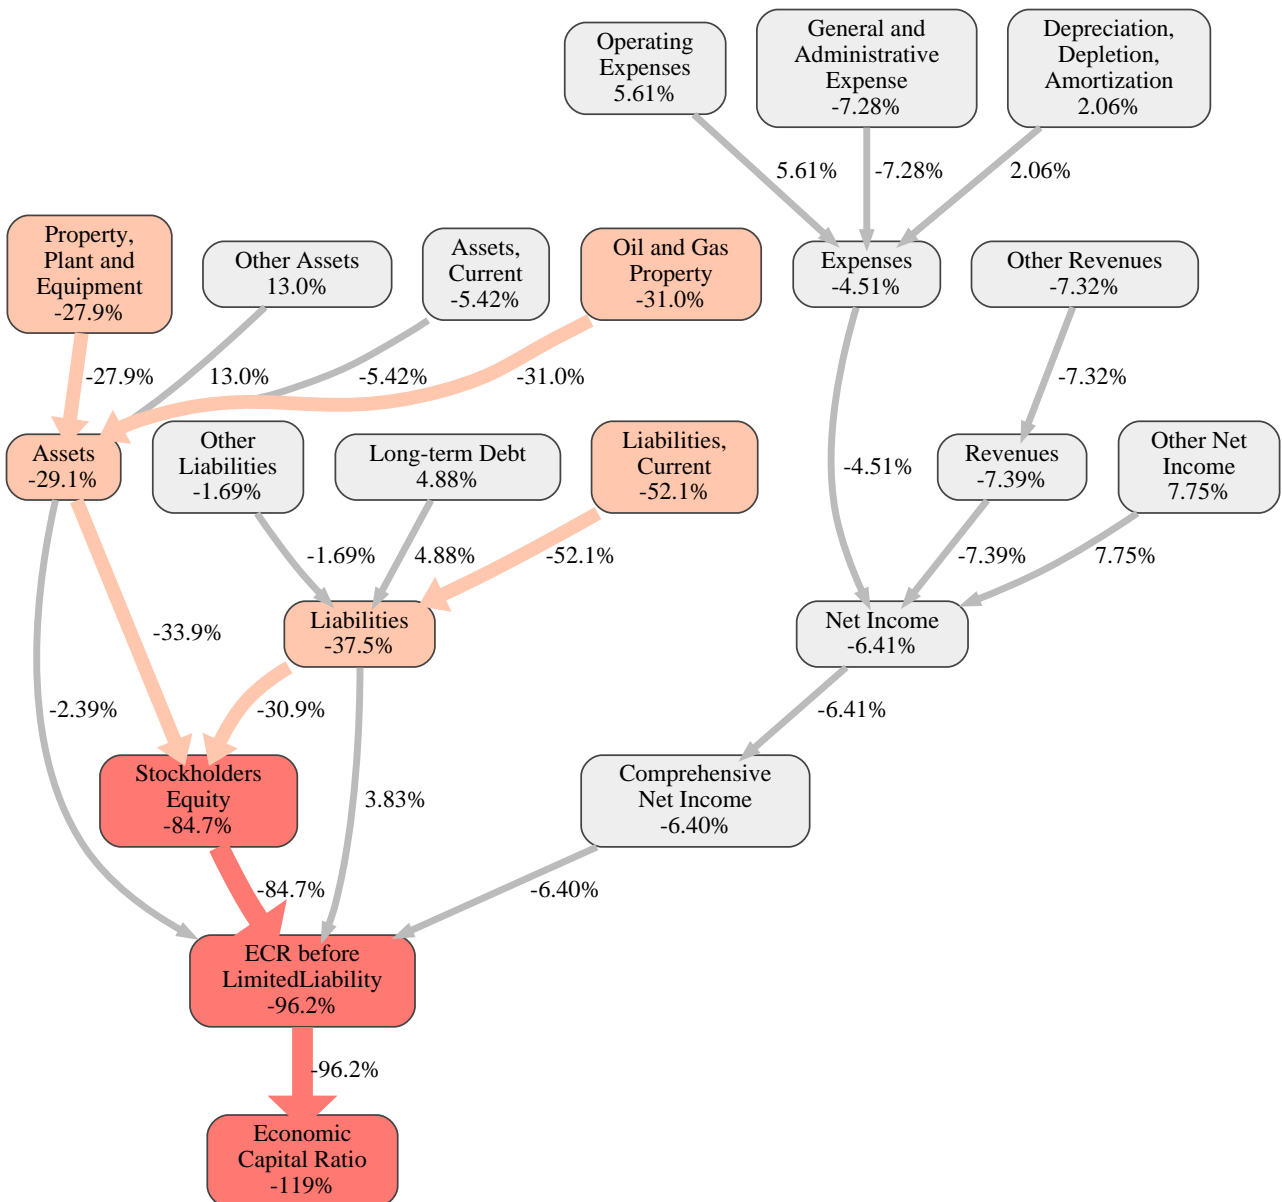 Operating
Expenses
5.61%
General and
Administrative
Expense
-7.28%
Depreciation,
Depletion,
Amortization
2.06%
5.61%
-7.28%
2.06%
Property,
Plant and
Equipment
-27.9%
Other Assets
13.0%
Assets,
Current
-5.42%
Oil and Gas
Property
-31.0%
Expenses
-4.51%
Other Revenues
-7.32%
-27.9%
13.0%
-5.42%
-31.0%
-7.32%
Assets
-29.1%
Other
Liabilities
-1.69%
Long-term Debt
4.88%
Liabilities,
Current
-52.1%
-4.51%
Revenues
-7.39%
Other Net
Income
7.75%
-1.69%
4.88%
-52.1%
-7.39%
7.75%
-33.9%
Liabilities
-37.5%
Net Income
-6.41%
-2.39%
-30.9%
-6.41%
Stockholders
Equity
-84.7%
3.83%
Comprehensive
Net Income
-6.40%
-84.7%
-6.40%
ECR before
LimitedLiability
-96.2%
-96.2%
Economic
Capital Ratio
-119%